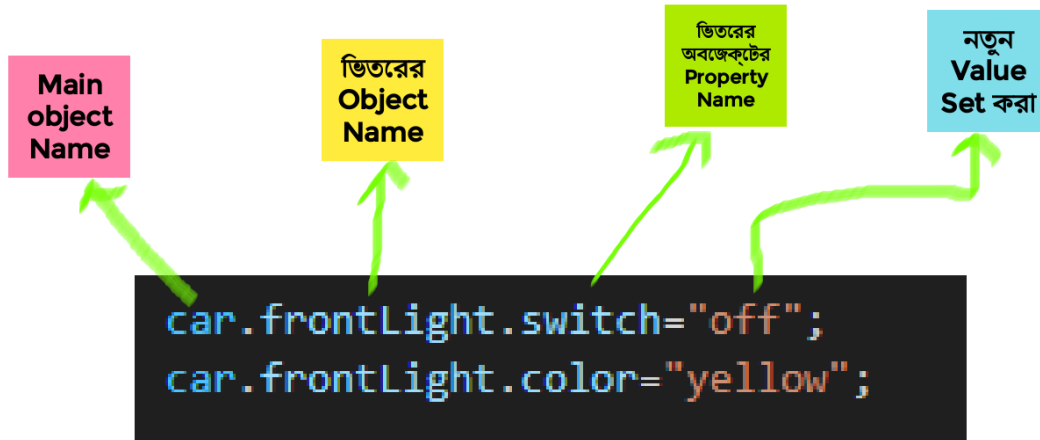 Main
object
Name
ভিতরের
Object
Name
ভিতরের
অবজেক্টের
Property
Name
নতুন
Value
Set করা
car.frontLight.switch="off";
car.frontLight.color="yellow";